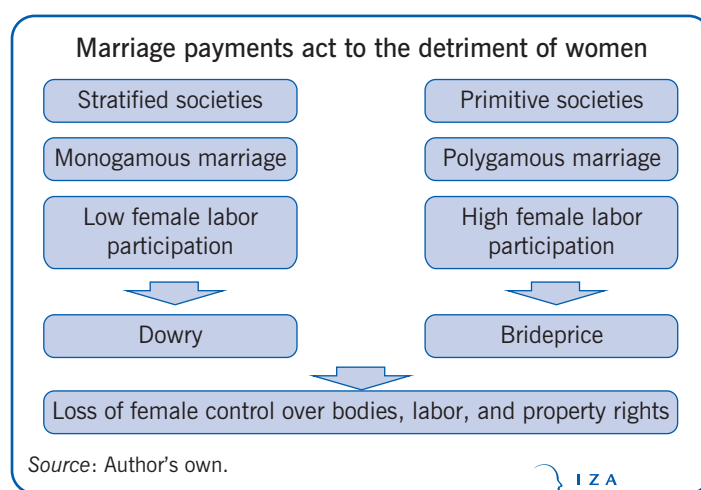 Marriage payments act to the detriment of women
Stratified societies
Primitive societies
Monogamous marriage
Polygamous marriage
Low female labor
participation
High female labor
participation
Dowry
Brideprice
Loss of female control over bodies, labor, and property rights
Source: Author's own.
I Z A